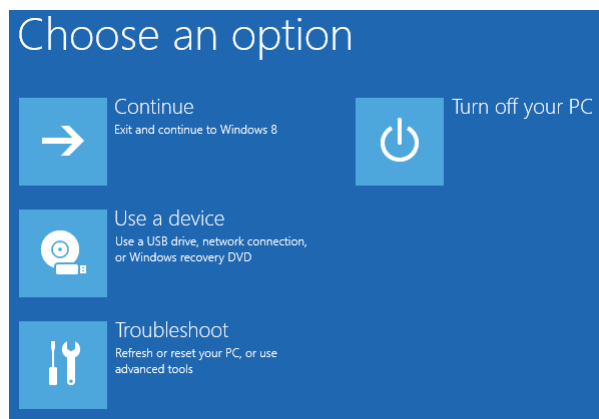 Choose an option
Continue
Exit and continue to Windows 8
Turn off your PC
Use a device
Use a USB drive, network connection,
or Windows recovery DVD
Troubleshoot
Refresh or reset your PC, or use
advanced tools